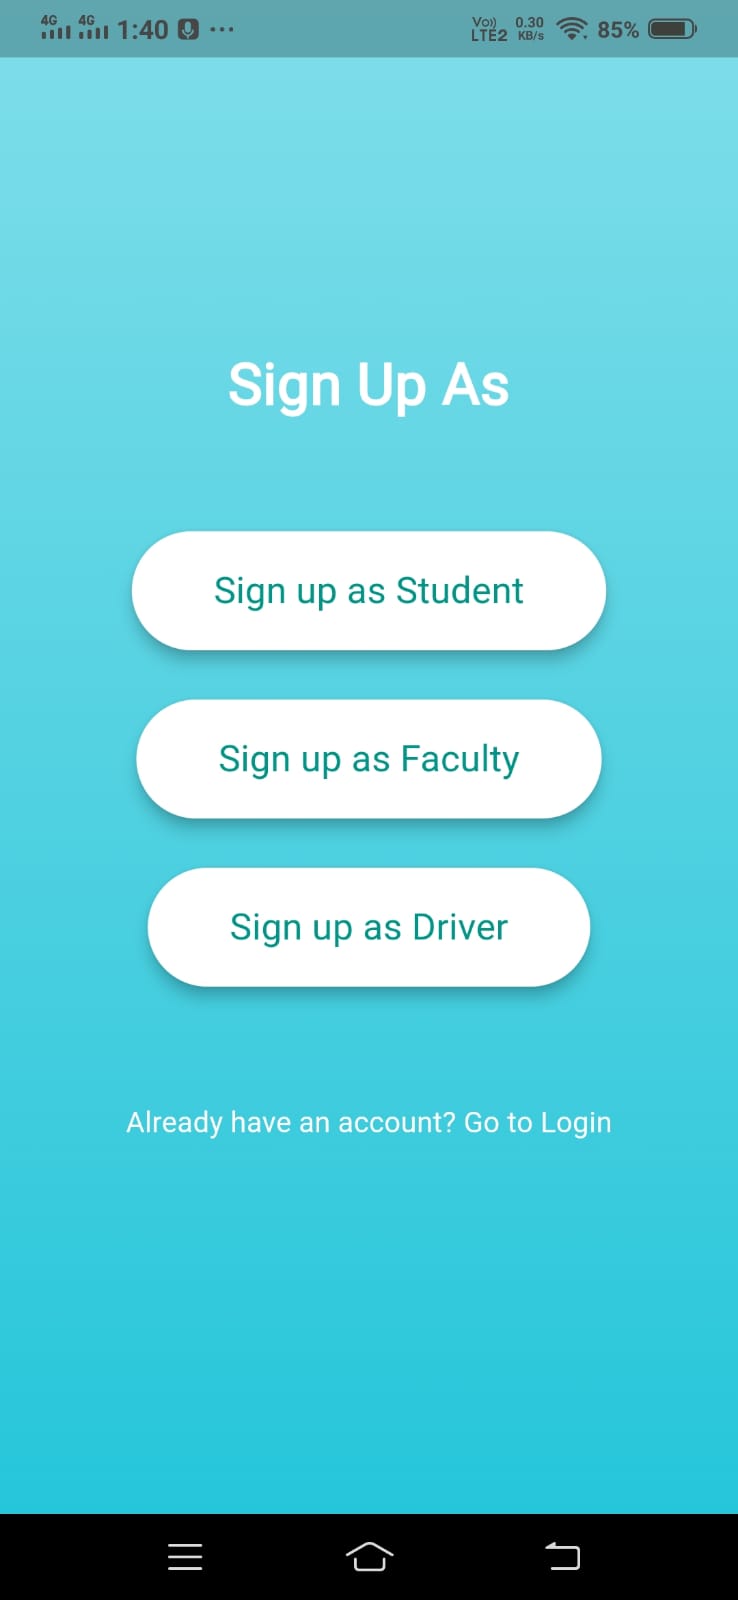 4G 4G 1:40 ... Vo)) LTE2 0.30 KB/s 85%
Sign Up As
Sign up as Student
Sign up as Faculty
Sign up as Driver
Already have an account? Go to Login